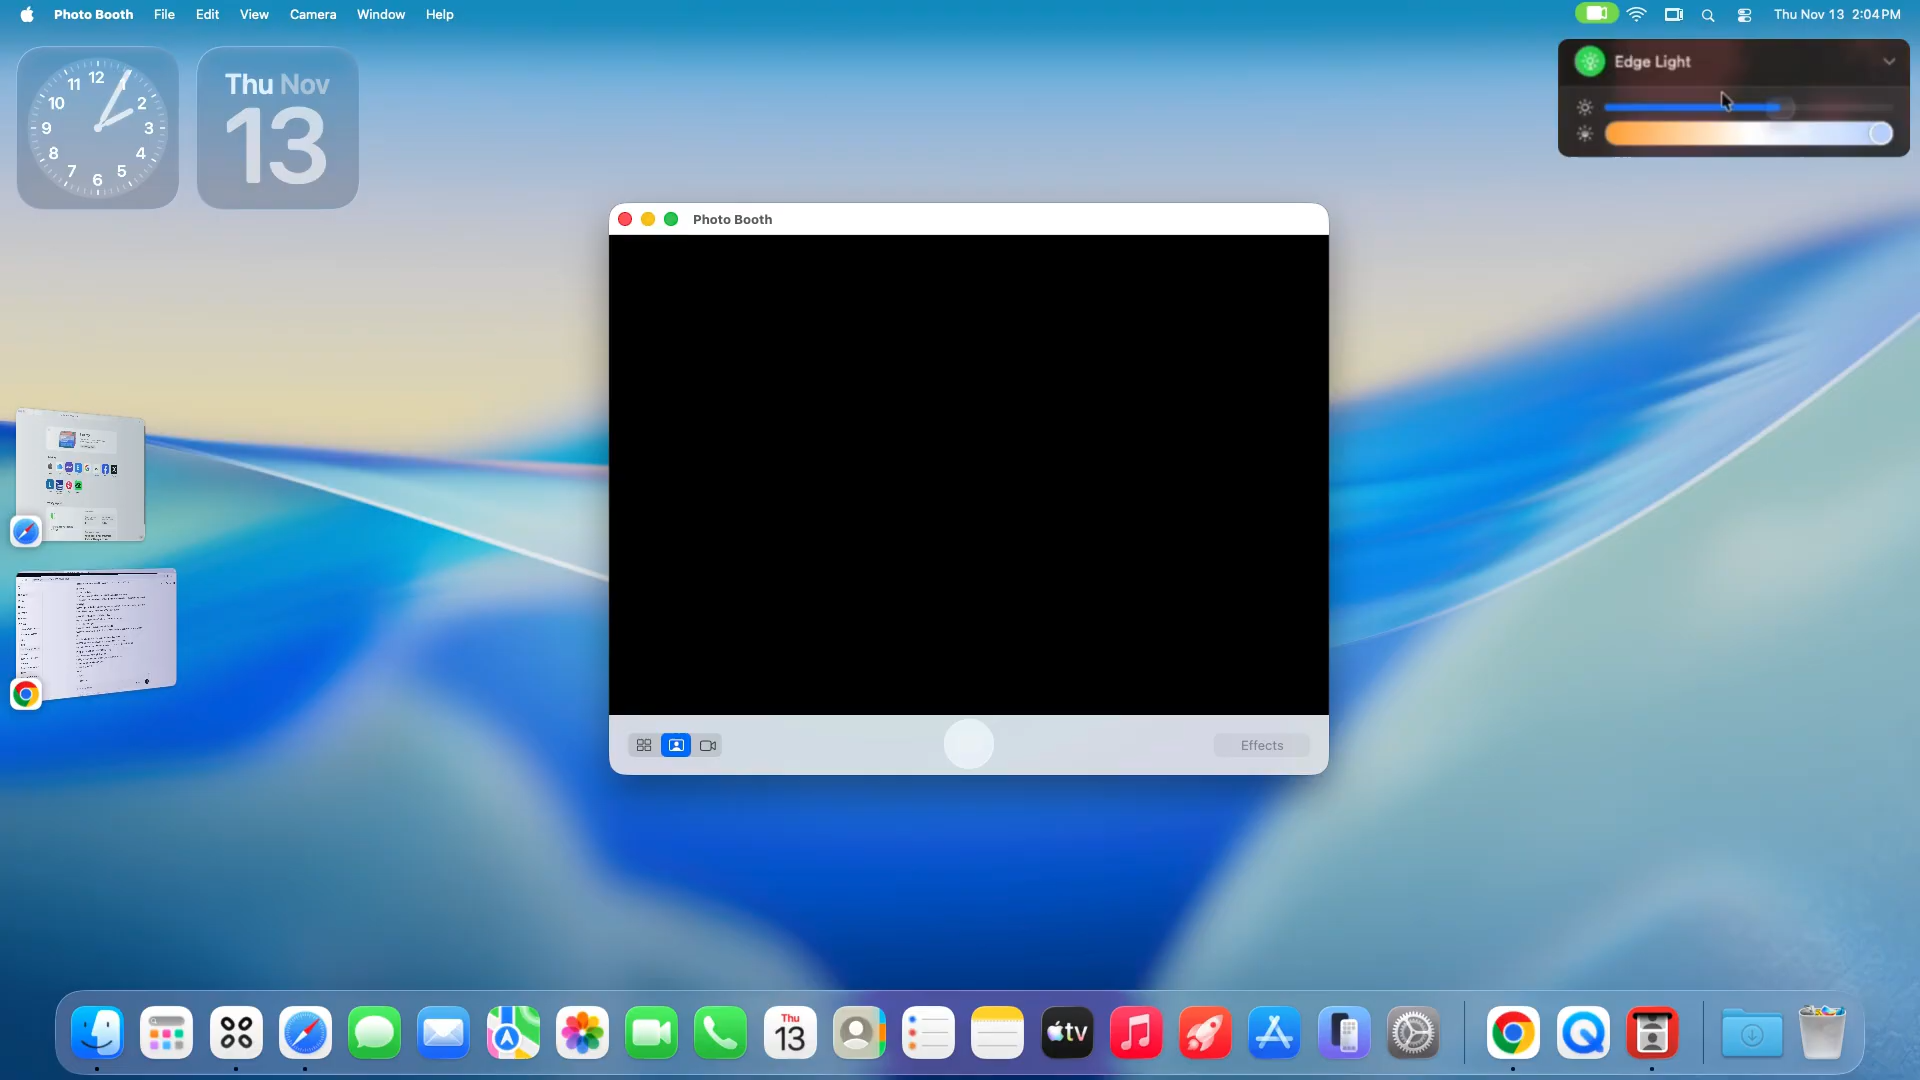 Photo Booth File Edit View Camera Window Help
Thu Nov 13 2:04 PM
12
1
2
3
4
5
6
7
8
9
10
11
Thu Nov
13
Edge Light
Photo Booth
Effects
Thu
13
tv